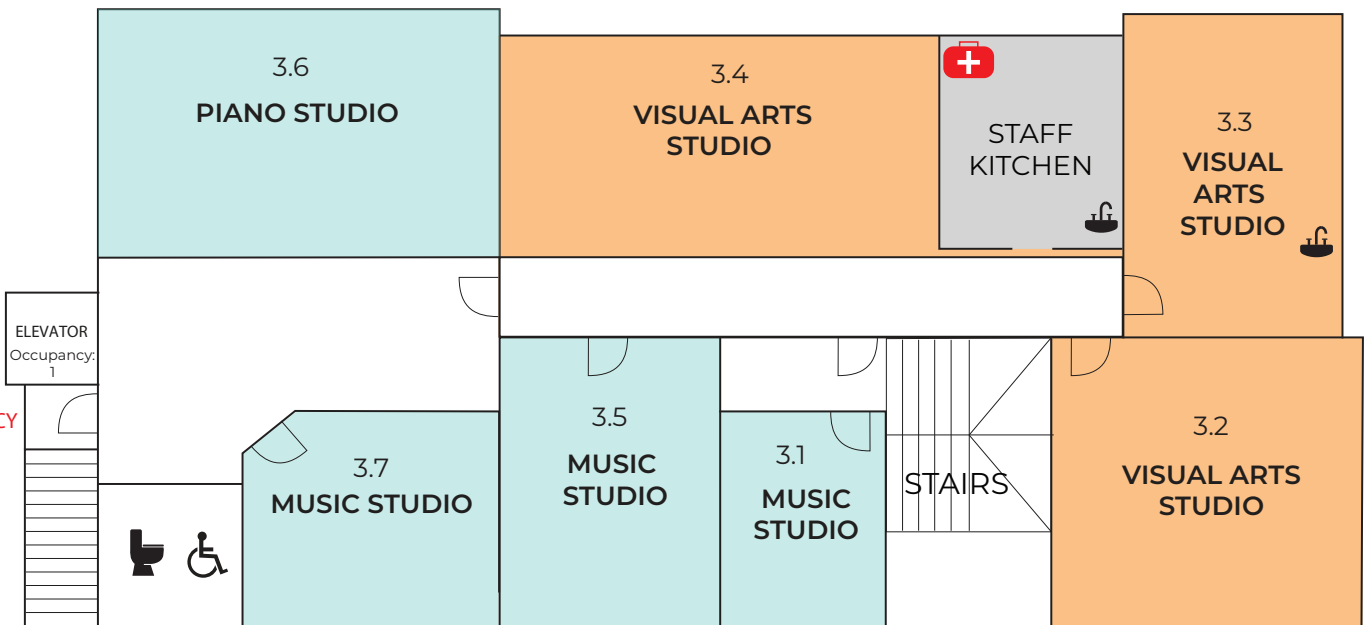 3.6
PIANO STUDIO
3.4
VISUAL ARTS
STUDIO
STAFF
KITCHEN
3.3
VISUAL
ARTS
STUDIO
ELEVATOR
Occupancy:
1
CY
3.7
MUSIC STUDIO
3.5
MUSIC
STUDIO
3.1
MUSIC
STUDIO
STAIRS
3.2
VISUAL ARTS
STUDIO